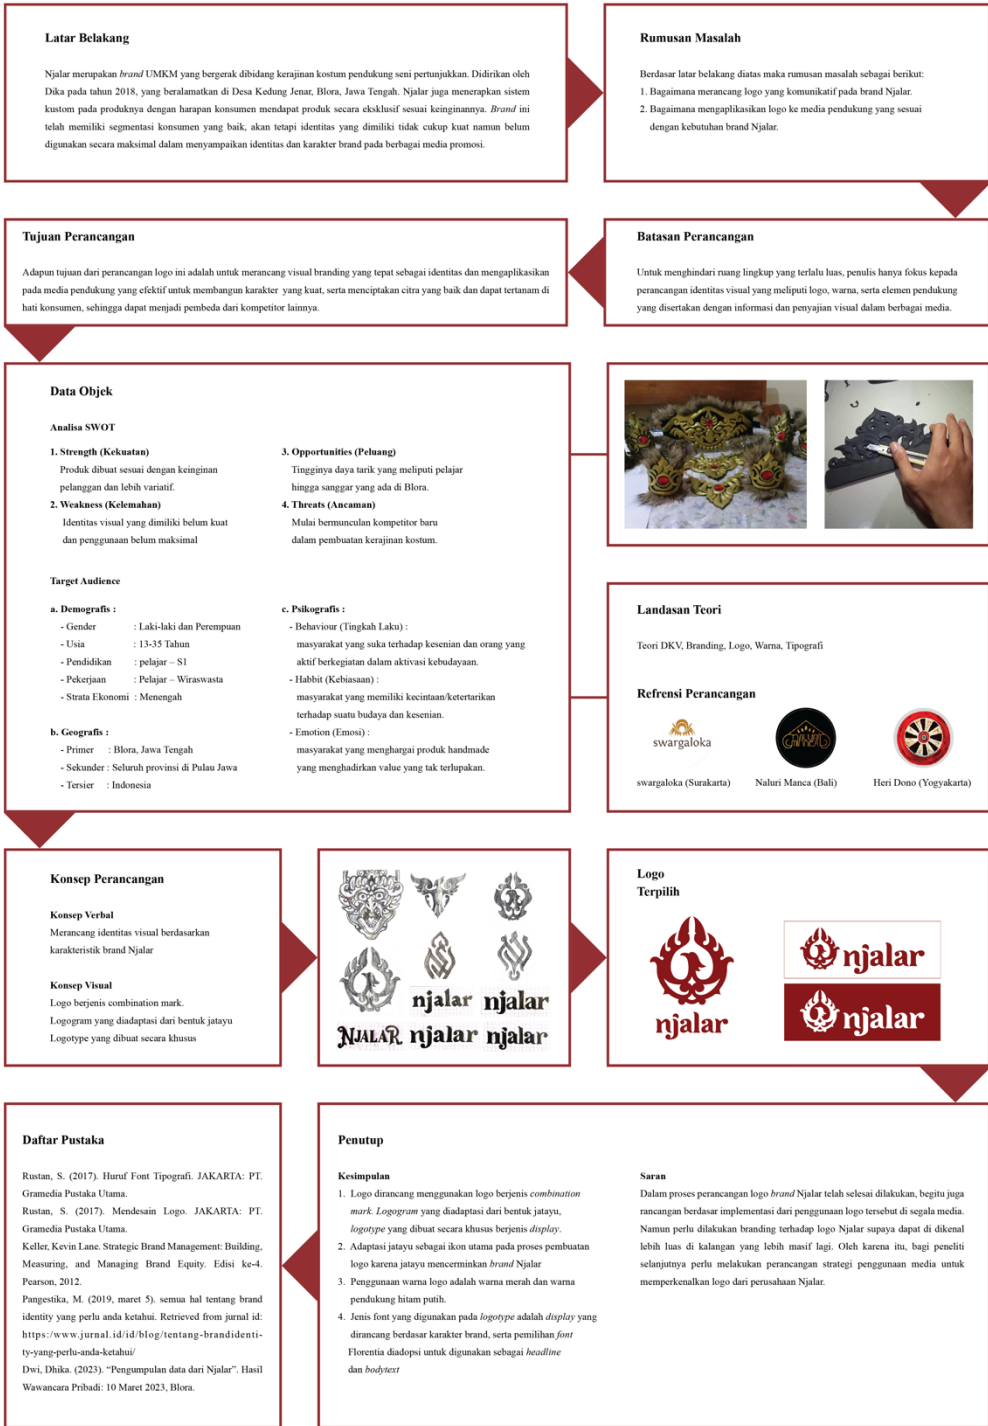 Latar Belakang
Njalar merupakan brand UMKM yang bergerak dibidang kerajinan kostum pendukung seni pertunjukkan. Didirikan oleh
Dika pada tahun 2018, yang beralamatkan di Desa Kedung Jenar, Blora, Jawa Tengah. Njalar juga menerapkan sistem
kustom pada produknya dengan harapan konsumen mendapat produk secara eksklusif sesuai keinginannya. Brand ini
telah memiliki segmentasi konsumen yang baik, akan tetapi identitas yang dimiliki tidak cukup kuat namun belum
digunakan secara maksimal dalam menyampaikan identitas dan karakter brand pada berbagai media promosi.
Rumusan Masalah
Berdasar latar belakang diatas maka rumusan masalah sebagai berikut:
1. Bagaimana merancang logo yang komunikatif pada brand Njalar.
2. Bagaimana mengaplikasikan logo ke media pendukung yang sesuai
dengan kebutuhan brand Njalar.
Batasan Perancangan
Untuk menghindari ruang lingkup yang terlalu luas, penulis hanya fokus kepada
perancangan identitas visual yang meliputi logo, warna, serta elemen pendukung
yang disertakan dengan informasi dan penyajian visual dalam berbagai media.
Tujuan Perancangan
Adapun tujuan dari perancangan logo ini adalah untuk merancang visual branding yang tepat sebagai identitas dan mengaplikasikan
pada media pendukung yang efektif untuk membangun karakter yang kuat, serta menciptakan citra yang baik dan dapat tertanam di
hati konsumen, sehingga dapat menjadi pembeda dari kompetitor lainnya.
Data Objek
Analisa SWOT
1. Strength (Kekuatan)
Produk dibuat sesuai dengan keinginan
pelanggan dan lebih variatif.
2. Weakness (Kelemahan)
Identitas visual yang dimiliki belum kuat
dan penggunaan belum maksimal
3. Opportunities (Peluang)
Tingginya daya tarik yang meliputi pelajar
hingga sanggar yang ada di Blora.
4. Threats (Ancaman)
Mulai bermunculan kompetitor baru
dalam pembuatan kerajinan kostum.
Target Audience
a. Demografis :
- Gender : Laki-laki dan Perempuan
- Usia : 13-35 Tahun
- Pendidikan : pelajar – S1
- Pekerjaan : Pelajar – Wiraswasta
- Strata Ekonomi : Menengah
b. Geografis :
- Primer : Blora, Jawa Tengah
- Sekunder : Seluruh provinsi di Pulau Jawa
- Tersier : Indonesia
c. Psikografis :
- Behaviour (Tingkah Laku) :
masyarakat yang suka terhadap kesenian dan orang yang
aktif berkegiatan dalam aktivasi kebudayaan.
- Habbit (Kebiasaan) :
masyarakat yang memiliki kecintaan/ketertarikan
terhadap suatu budaya dan kesenian.
- Emotion (Emosi) :
masyarakat yang menghargai produk handmade
yang menghadirkan value yang tak terlupakan.
Landasan Teori
Teori DKV, Branding, Logo, Warna, Tipografi
Refrensi Perancangan
swargaloka
swargaloka (Surakarta) Naluri Manca (Bali) Heri Dono (Yogyakarta)
Konsep Perancangan
Konsep Verbal
Merancang identitas visual berdasarkan
karakteristik brand Njalar
Konsep Visual
Logo berjenis combination mark.
Logogram yang diadaptasi dari bentuk jatayu
Logotype yang dibuat secara khusus
njalar njalar
NJALAR njalar njalar
Logo
Terpilih
njalar
njalar
njalar
Penutup
Kesimpulan
1. Logo dirancang menggunakan logo berjenis combination
mark. Logogram yang diadaptasi dari bentuk jatayu,
logotype yang dibuat secara khusus berjenis display.
2. Adaptasi jatayu sebagai ikon utama pada proses pembuatan
logo karena jatayu mencerminkan brand Njalar
3. Penggunaan warna logo adalah warna merah dan warna
pendukung hitam putih.
4. Jenis font yang digunakan pada logotype adalah display yang
dirancang berdasar karakter brand, serta pemilihan font
Florentia diadopsi untuk digunakan sebagai headline
dan bodytext
Saran
Dalam proses perancangan logo brand Njalar telah selesai dilakukan, begitu juga
rancangan berdasar implementasi dari penggunaan logo tersebut di segala media.
Namun perlu dilakukan branding terhadap logo Njalar supaya dapat di kenal
lebih luas di kalangan yang lebih masif lagi. Oleh karena itu, bagi peneliti
selanjutnya perlu melakukan perancangan strategi penggunaan media untuk
memperkenalkan logo dari perusahaan Njalar.
Daftar Pustaka
Rustan, S. (2017). Huruf Font Tipografi. JAKARTA: PT.
Gramedia Pustaka Utama.
Rustan, S. (2017). Mendesain Logo. JAKARTA: PT.
Gramedia Pustaka Utama.
Keller, Kevin Lane. Strategic Brand Management: Building,
Measuring, and Managing Brand Equity. Edisi ke-4.
Pearson, 2012.
Pangestika, M. (2019, maret 5). semua hal tentang brand
identity yang perlu anda ketahui. Retrieved from jurnal id:
https:/www.jurnal.id/id/blog/tentang-brandidenti-
ty-yang-perlu-anda-ketahui/
Dwi, Dhika. (2023). “Pengumpulan data dari Njalar”. Hasil
Wawancara Pribadi: 10 Maret 2023, Blora.